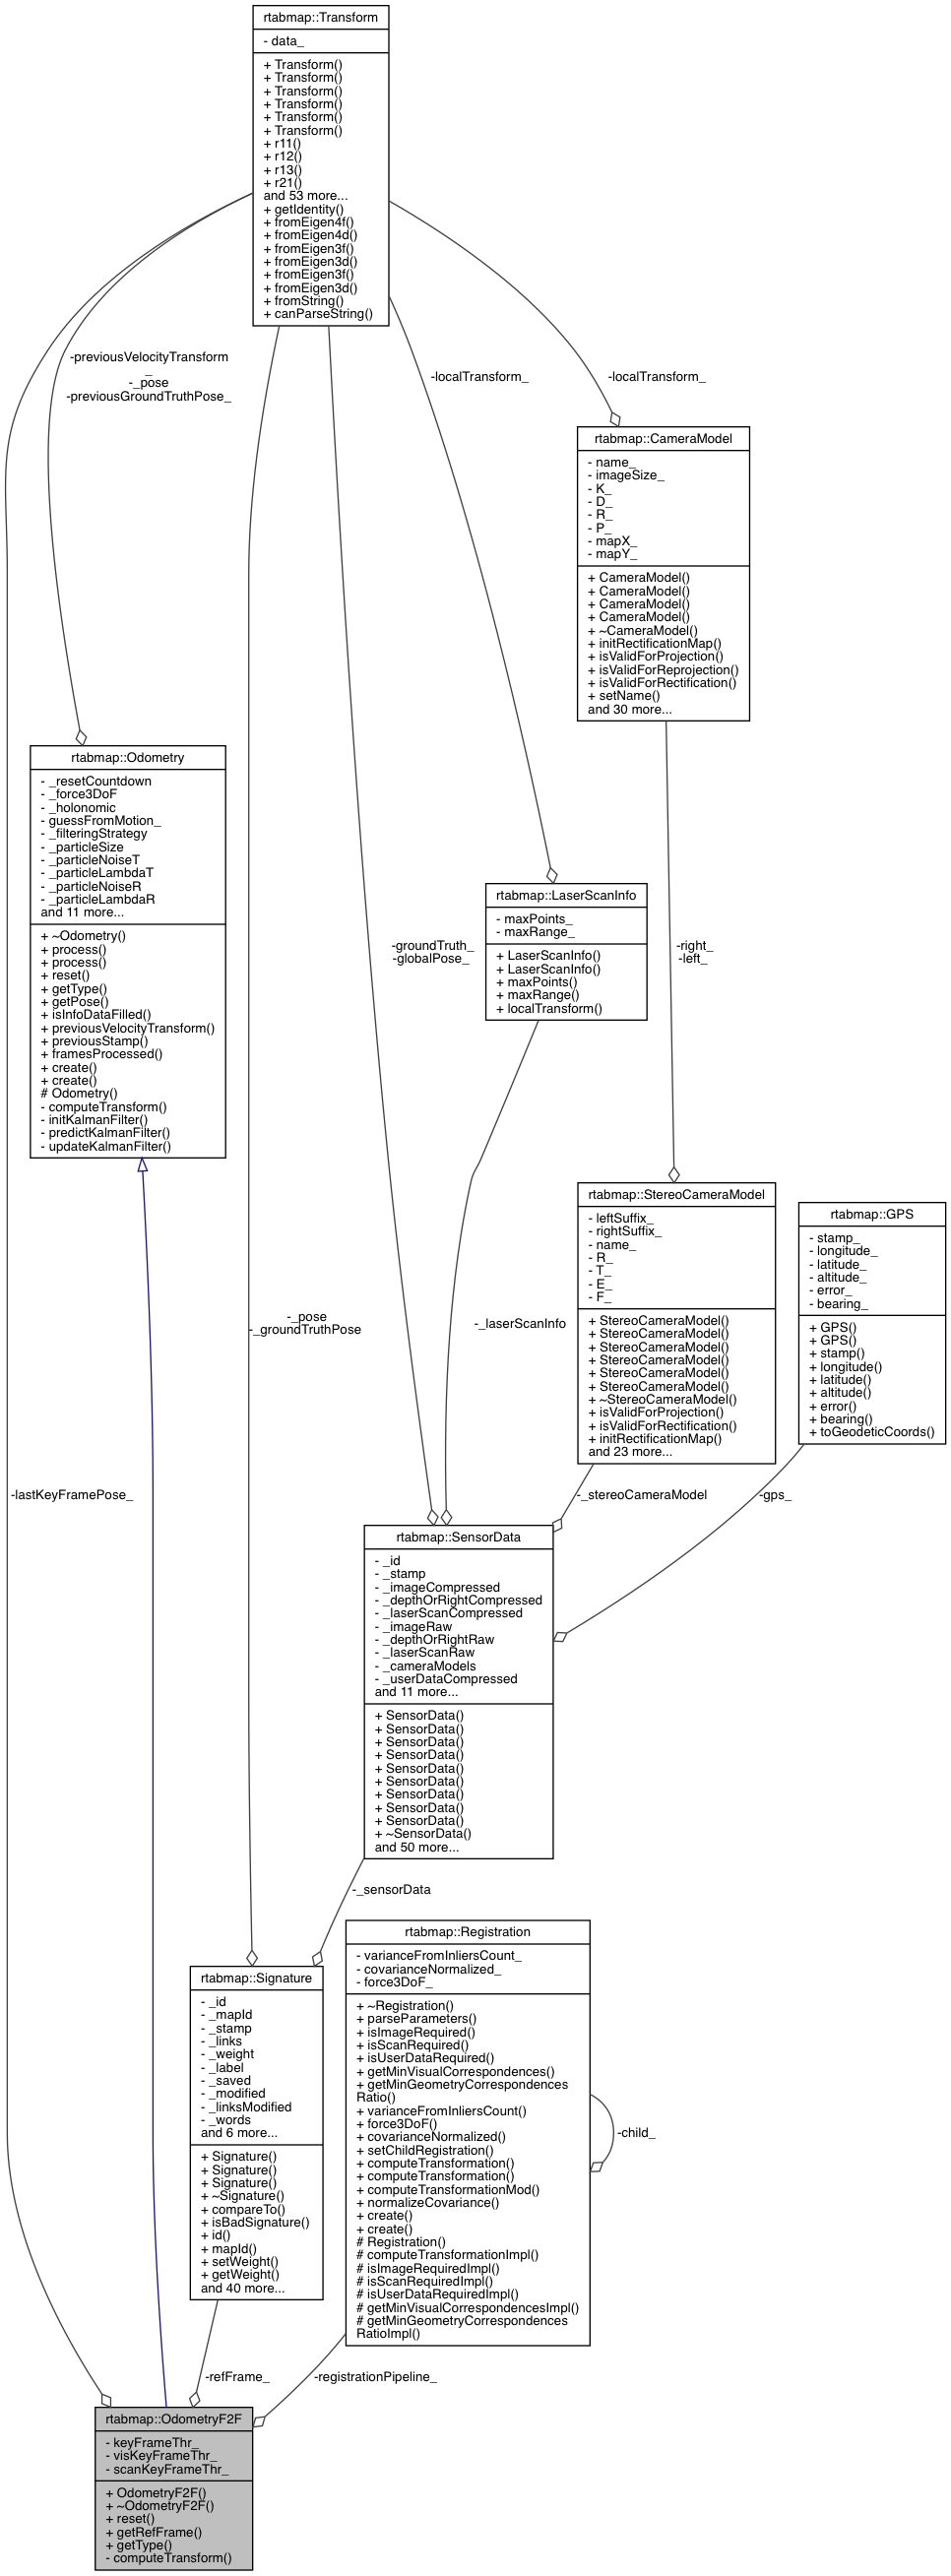 rtabmap::Transform
- data_
+ Transform()
+ Transform()
+ Transform()
+ Transform()
+ Transform()
+ Transform()
+ r11()
+ r12()
+ r13()
+ r21()
and 53 more...
+ getIdentity()
+ fromEigen4f()
+ fromEigen4d()
+ fromEigen3f()
+ fromEigen3d()
+ fromEigen3f()
+ fromEigen3d()
+ fromString()
+ canParseString()
-previousVelocityTransform
_
-_pose
-previousGroundTruthPose_
-localTransform_
-localTransform_
rtabmap::CameraModel
- name_
- imageSize_
- K_
- D_
- R_
- P_
- mapX_
- mapY_
+ CameraModel()
+ CameraModel()
+ CameraModel()
+ CameraModel()
+ ~CameraModel()
+ initRectificationMap()
+ isValidForProjection()
+ isValidForReprojection()
+ isValidForRectification()
+ setName()
and 30 more...
rtabmap::Odometry
- _resetCountdown
- _force3DoF
- _holonomic
- guessFromMotion_
- _filteringStrategy
- _particleSize
- _particleNoiseT
- _particleLambdaT
- _particleNoiseR
- _particleLambdaR
and 11 more...
+ ~Odometry()
+ process()
+ process()
+ reset()
+ getType()
+ getPose()
+ isInfoDataFilled()
+ previousVelocityTransform()
+ previousStamp()
+ framesProcessed()
+ create()
+ create()
# Odometry()
- computeTransform()
- initKalmanFilter()
- predictKalmanFilter()
- updateKalmanFilter()
rtabmap::LaserScanInfo
- maxPoints_
- maxRange_
+ LaserScanInfo()
+ LaserScanInfo()
+ maxPoints()
+ maxRange()
+ localTransform()
-groundTruth_
-globalPose_
-right_
-left_
rtabmap::StereoCameraModel
- leftSuffix_
- rightSuffix_
- name_
- R_
- T_
- E_
- F_
+ StereoCameraModel()
+ StereoCameraModel()
+ StereoCameraModel()
+ StereoCameraModel()
+ StereoCameraModel()
+ StereoCameraModel()
+ ~StereoCameraModel()
+ isValidForProjection()
+ isValidForRectification()
+ initRectificationMap()
and 23 more...
rtabmap::GPS
- stamp_
- longitude_
- latitude_
- altitude_
- error_
- bearing_
+ GPS()
+ GPS()
+ stamp()
+ longitude()
+ latitude()
+ altitude()
+ error()
+ bearing()
+ toGeodeticCoords()
-_pose
-_groundTruthPose
-_laserScanInfo
-lastKeyFramePose_
-_stereoCameraModel
-gps_
rtabmap::SensorData
- _id
- _stamp
- _imageCompressed
- _depthOrRightCompressed
- _laserScanCompressed
- _imageRaw
- _depthOrRightRaw
- _laserScanRaw
- _cameraModels
- _userDataCompressed
and 11 more...
+ SensorData()
+ SensorData()
+ SensorData()
+ SensorData()
+ SensorData()
+ SensorData()
+ SensorData()
+ SensorData()
+ SensorData()
+ ~SensorData()
and 50 more...
-_sensorData
rtabmap::Signature
- _id
- _mapId
- _stamp
- _links
- _weight
- _label
- _saved
- _modified
- _linksModified
- _words
and 6 more...
+ Signature()
+ Signature()
+ Signature()
+ ~Signature()
+ compareTo()
+ isBadSignature()
+ id()
+ mapId()
+ setWeight()
+ getWeight()
and 40 more...
rtabmap::Registration
- varianceFromInliersCount_
- covarianceNormalized_
- force3DoF_
+ ~Registration()
+ parseParameters()
+ isImageRequired()
+ isScanRequired()
+ isUserDataRequired()
+ getMinVisualCorrespondences()
+ getMinGeometryCorrespondences
Ratio()
+ varianceFromInliersCount()
+ force3DoF()
+ covarianceNormalized()
+ setChildRegistration()
+ computeTransformation()
+ computeTransformation()
+ computeTransformationMod()
+ normalizeCovariance()
+ create()
+ create()
# Registration()
# computeTransformationImpl()
# isImageRequiredImpl()
# isScanRequiredImpl()
# isUserDataRequiredImpl()
# getMinVisualCorrespondencesImpl()
# getMinGeometryCorrespondences
RatioImpl()
-child_
-refFrame_
-registrationPipeline_
rtabmap::OdometryF2F
- keyFrameThr_
- visKeyFrameThr_
- scanKeyFrameThr_
+ OdometryF2F()
+ ~OdometryF2F()
+ reset()
+ getRefFrame()
+ getType()
- computeTransform()